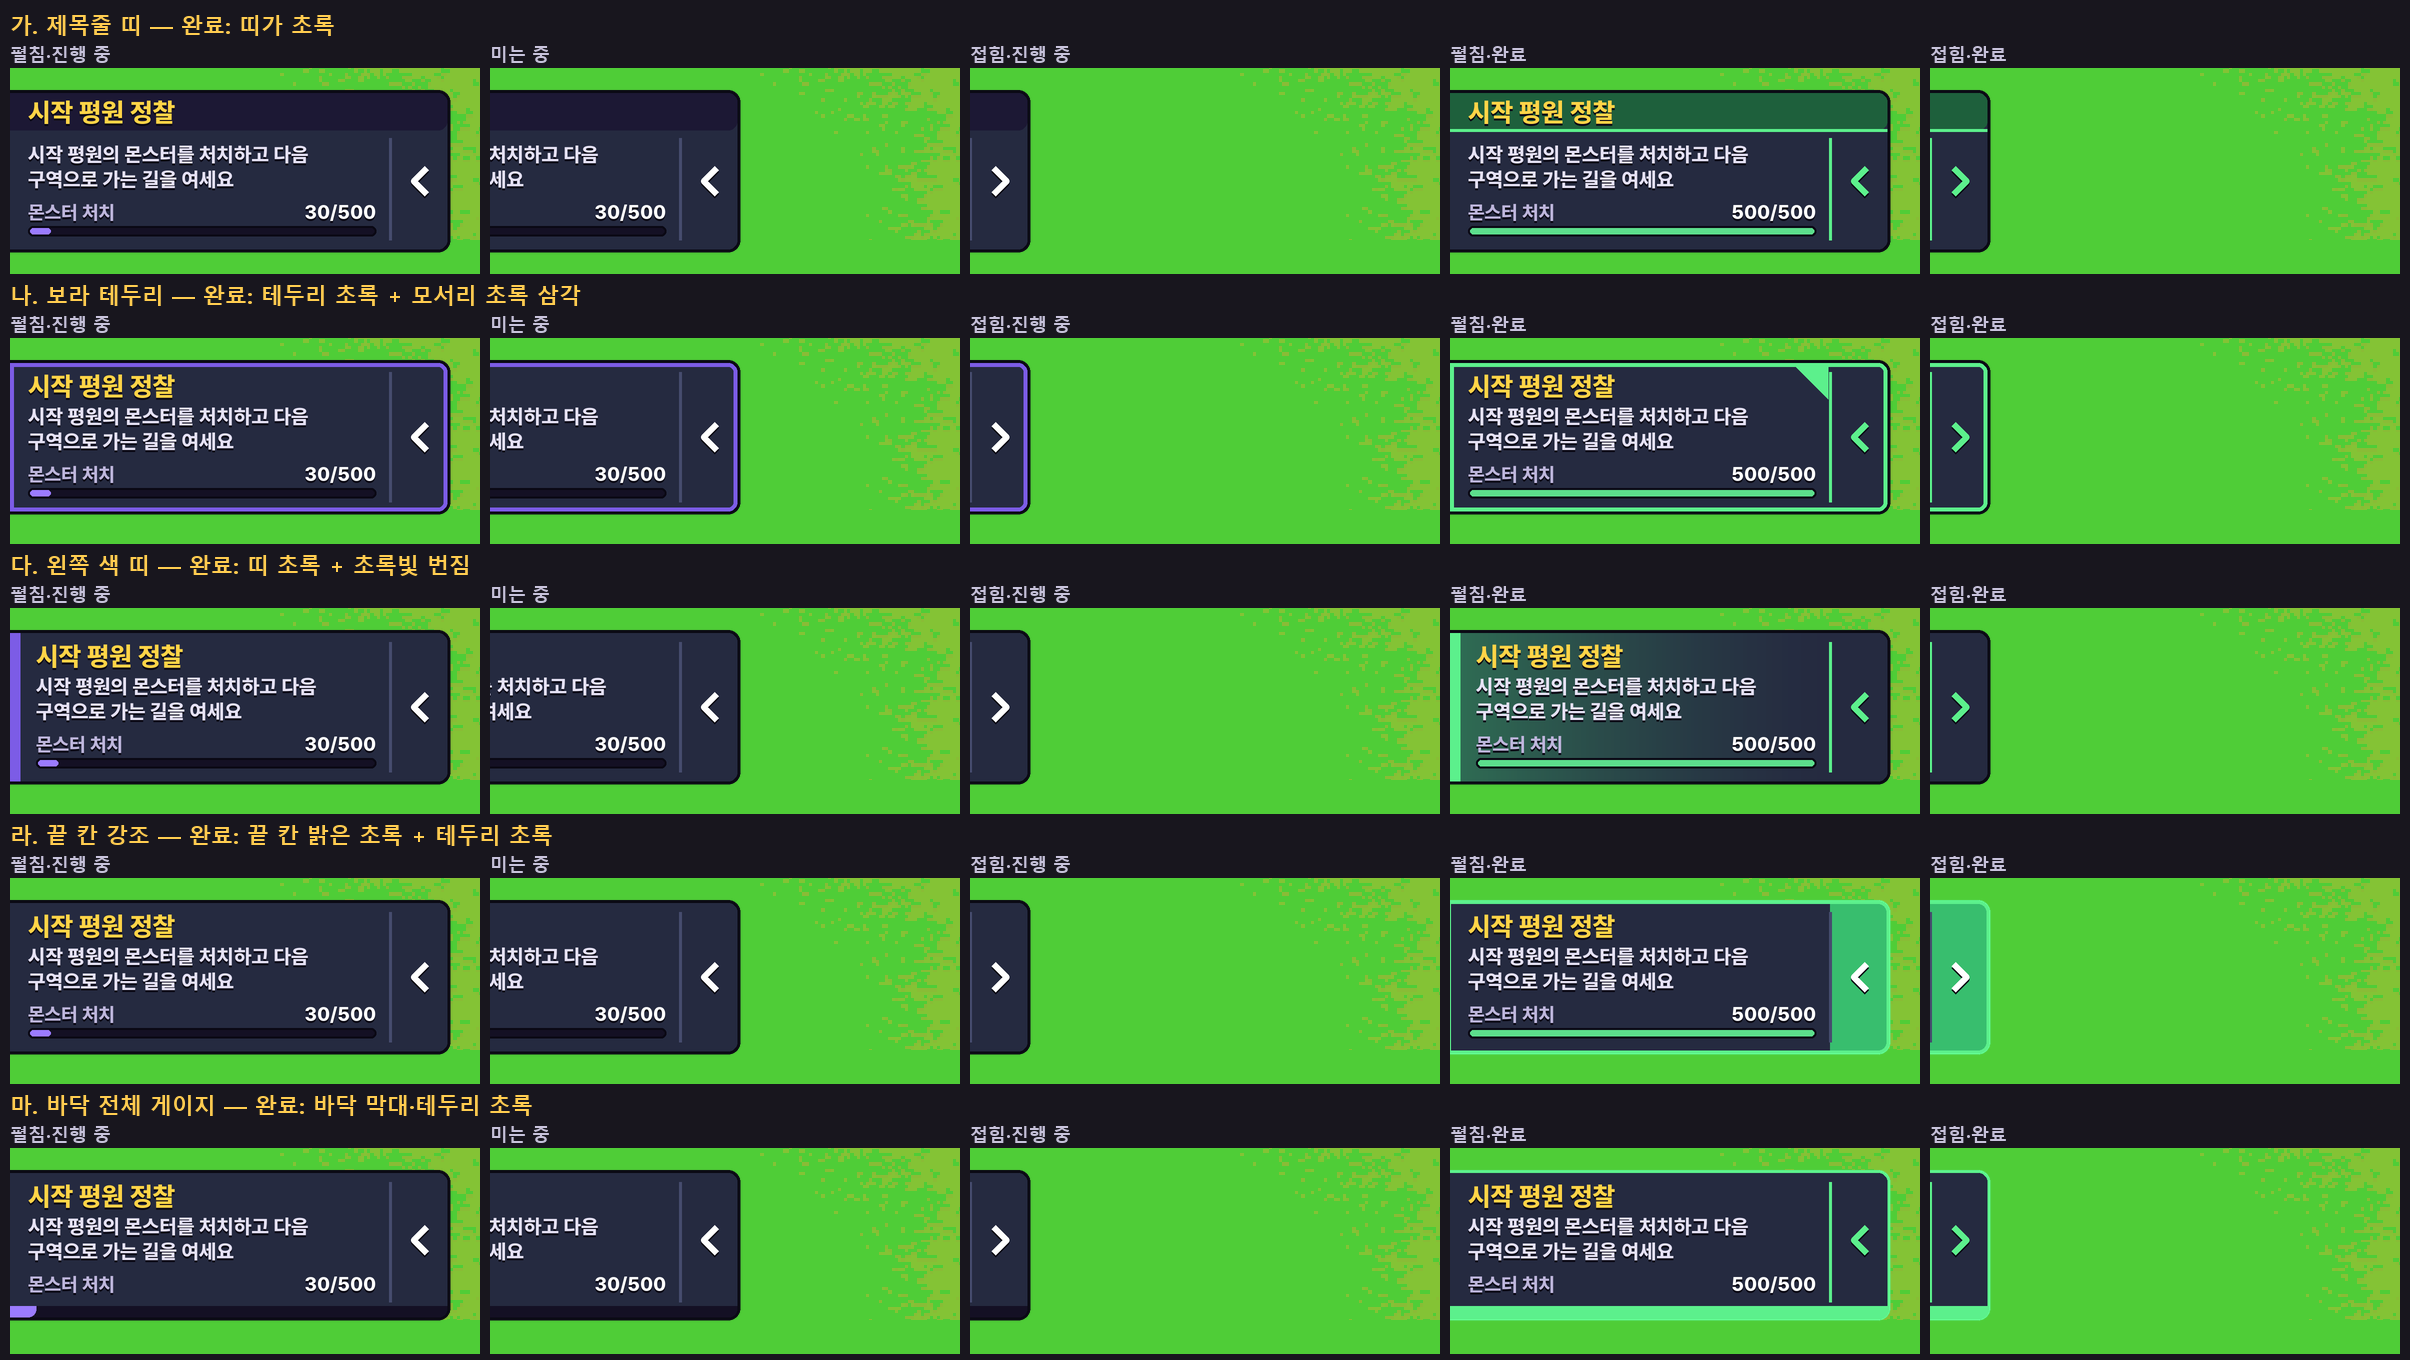 가. 제목줄 띠 — 완료: 띠가 초록
펼침·진행 중
미는 중
접힘·진행 중
펼침·완료
접힘·완료
시작 평원 정찰
시작 평원의 몬스터를 처치하고 다음
구역으로 가는 길을 여세요
몬스터 처치 30/500
처치하고 다음
세요
30/500
시작 평원 정찰
시작 평원의 몬스터를 처치하고 다음
구역으로 가는 길을 여세요
몬스터 처치 500/500
나. 보라 테두리 — 완료: 테두리 초록 + 모서리 초록 삼각
펼침·진행 중
미는 중
접힘·진행 중
펼침·완료
접힘·완료
시작 평원 정찰
시작 평원의 몬스터를 처치하고 다음
구역으로 가는 길을 여세요
몬스터 처치 30/500
처치하고 다음
세요
30/500
시작 평원 정찰
시작 평원의 몬스터를 처치하고 다음
구역으로 가는 길을 여세요
몬스터 처치 500/500
다. 왼쪽 색 띠 — 완료: 띠 초록 + 초록빛 번짐
펼침·진행 중
미는 중
접힘·진행 중
펼침·완료
접힘·완료
시작 평원 정찰
시작 평원의 몬스터를 처치하고 다음
구역으로 가는 길을 여세요
몬스터 처치 30/500
처치하고 다음
여세요
30/500
시작 평원 정찰
시작 평원의 몬스터를 처치하고 다음
구역으로 가는 길을 여세요
몬스터 처치 500/500
라. 끝 칸 강조 — 완료: 끝 칸 밝은 초록 + 테두리 초록
펼침·진행 중
미는 중
접힘·진행 중
펼침·완료
접힘·완료
시작 평원 정찰
시작 평원의 몬스터를 처치하고 다음
구역으로 가는 길을 여세요
몬스터 처치 30/500
처치하고 다음
세요
30/500
시작 평원 정찰
시작 평원의 몬스터를 처치하고 다음
구역으로 가는 길을 여세요
몬스터 처치 500/500
마. 바닥 전체 게이지 — 완료: 바닥 막대·테두리 초록
펼침·진행 중
미는 중
접힘·진행 중
펼침·완료
접힘·완료
시작 평원 정찰
시작 평원의 몬스터를 처치하고 다음
구역으로 가는 길을 여세요
몬스터 처치 30/500
처치하고 다음
세요
30/500
시작 평원 정찰
시작 평원의 몬스터를 처치하고 다음
구역으로 가는 길을 여세요
몬스터 처치 500/500